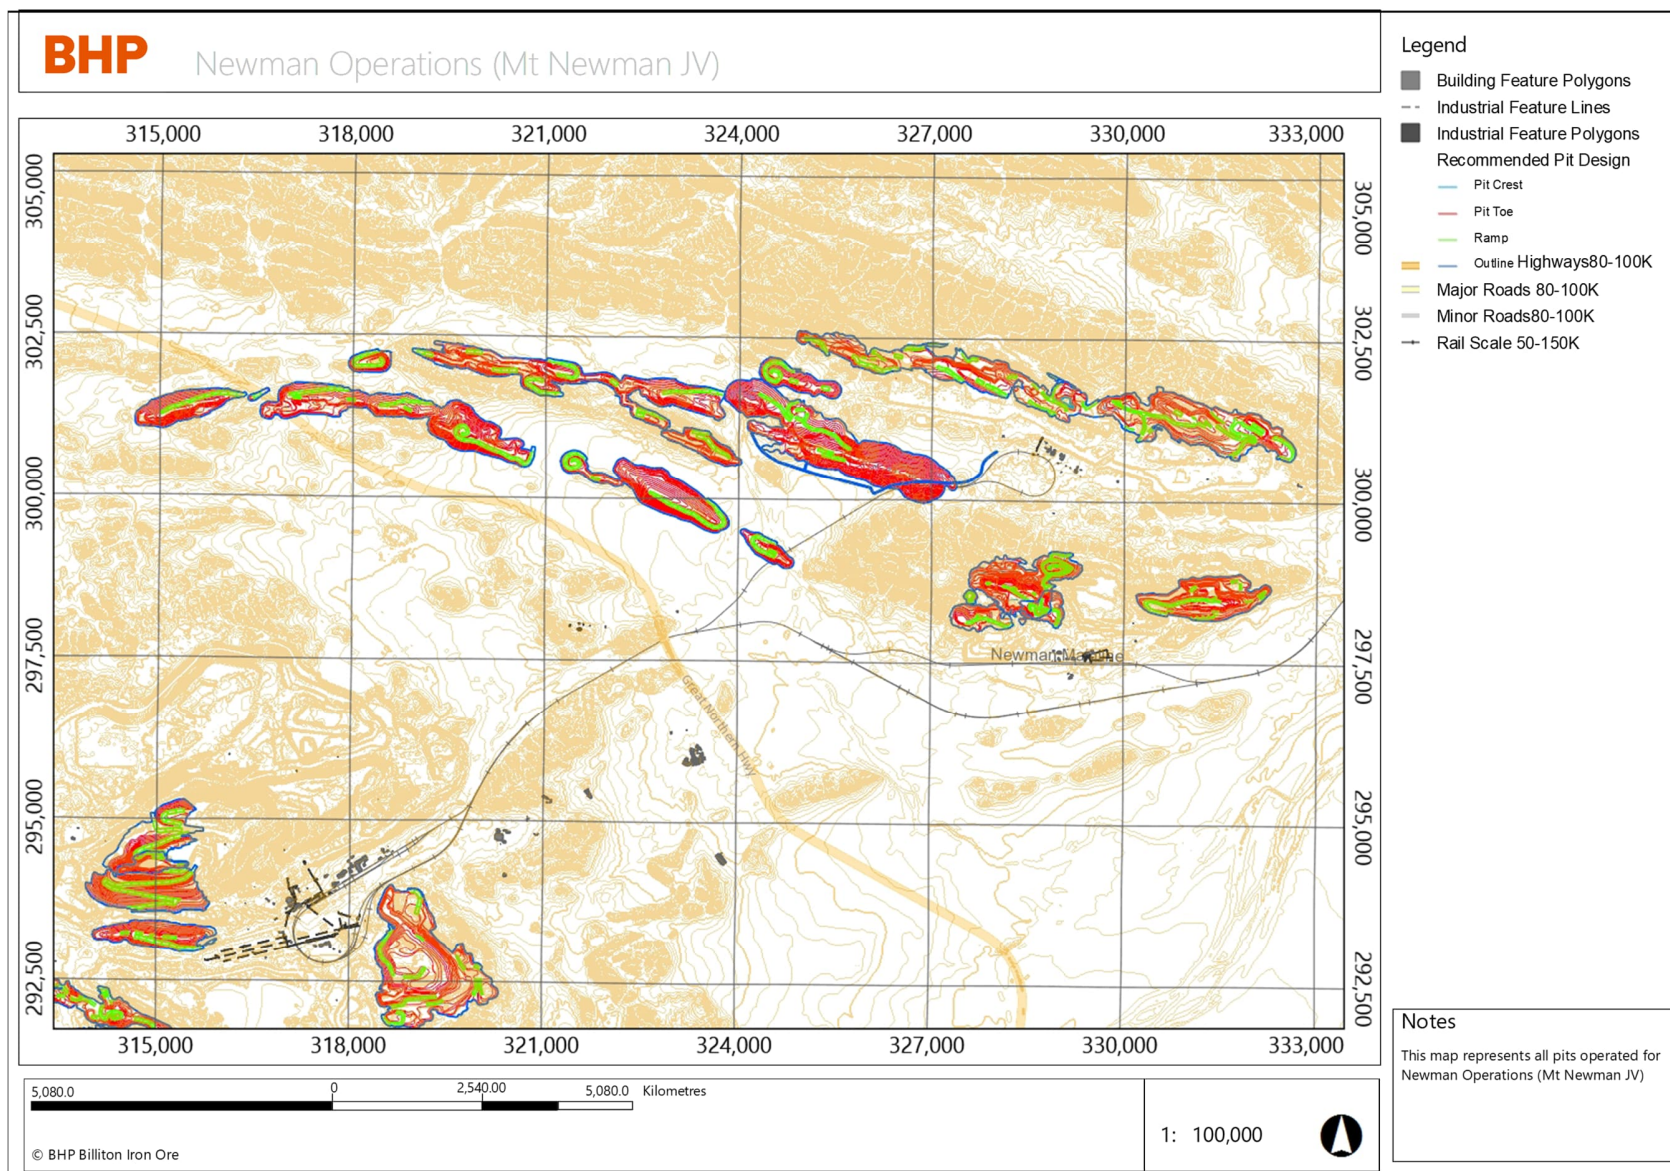 BHP
Newman Operations (Mt Newman JV)
315,000 318,000 321,000 324,000 327,000 330,000 333,000
305,000 302,500 300,000 297,500 295,000 292,500
305,000 302,500 300,000 297,500 295,000 292,500
Great Northern Hwy
Newman
315,000 318,000 321,000 324,000 327,000 330,000 333,000
5,080.0 0 2,540.00 5,080.0 Kilometres
© BHP Billiton Iron Ore
1: 100,000
Legend
Building Feature Polygons
Industrial Feature Lines
Industrial Feature Polygons
Recommended Pit Design
Pit Crest
Pit Toe
Ramp
Outline Highways80-100K
Major Roads 80-100K
Minor Roads80-100K
Rail Scale 50-150K
Notes
This map represents all pits operated for
Newman Operations (Mt Newman JV)